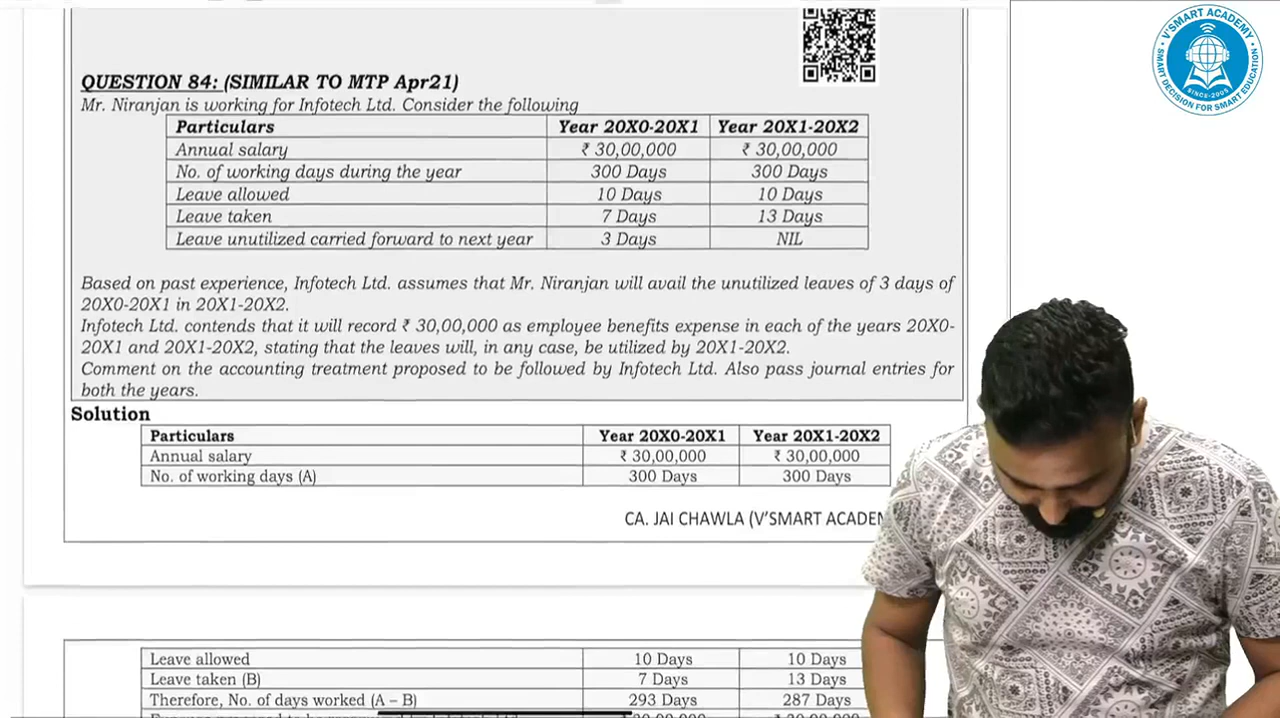 V'SMART ACADEMY
SMART DECISION FOR SMART EDUCATION
SINCE-2005
QUESTION 84: (SIMILAR TO MTP Apr21)
Mr. Niranjan is working for Infotech Ltd. Consider the following
Particulars Year 20X0-20X1 Year 20X1-20X2
Annual salary ₹ 30,00,000 ₹ 30,00,000
No. of working days during the year 300 Days 300 Days
Leave allowed 10 Days 10 Days
Leave taken 7 Days 13 Days
Leave unutilized carried forward to next year 3 Days NIL
Based on past experience, Infotech Ltd. assumes that Mr. Niranjan will avail the unutilized leaves of 3 days of
20X0-20X1 in 20X1-20X2.
Infotech Ltd. contends that it will record ₹ 30,00,000 as employee benefits expense in each of the years 20X0-
20X1 and 20X1-20X2, stating that the leaves will, in any case, be utilized by 20X1-20X2.
Comment on the accounting treatment proposed to be followed by Infotech Ltd. Also pass journal entries for
both the years.
Solution
Particulars Year 20X0-20X1 Year 20X1-20X2
Annual salary ₹ 30,00,000 ₹ 30,00,000
No. of working days (A) 300 Days 300 Days
CA. JAI CHAWLA (V'SMART ACADEM
Leave allowed 10 Days 10 Days
Leave taken (B) 7 Days 13 Days
Therefore, No. of days worked (A – B) 293 Days 287 Days